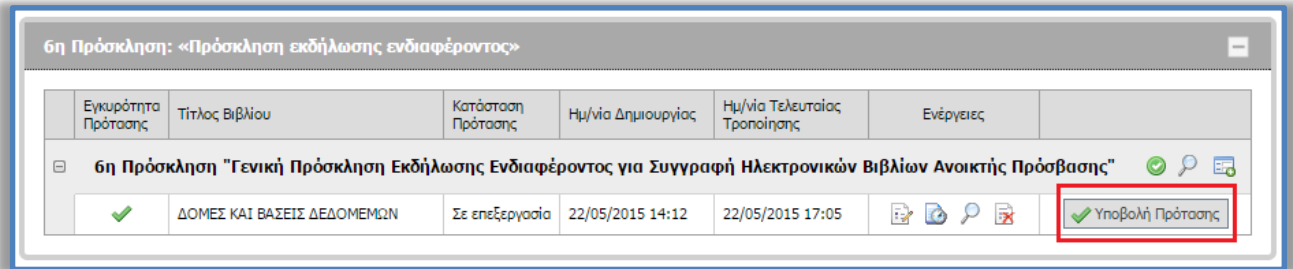 6η Πρόσκληση: «Πρόσκληση εκδήλωσης ενδιαφέροντος»
Εγκυρότητα Πρότασης Τίτλος Βιβλίου Κατάσταση Πρότασης Ημ/νία Δημιουργίας Ημ/νία Τελευταίας Τροποίησης Ενέργειες
6η Πρόσκληση "Γενική Πρόσκληση Εκδήλωσης Ενδιαφέροντος για Συγγραφή Ηλεκτρονικών Βιβλίων Ανοικτής Πρόσβασης"
ΔΟΜΕΣ ΚΑΙ ΒΑΣΕΙΣ ΔΕΔΟΜΕΜΩΝ Σε επεξεργασία 22/05/2015 14:12 22/05/2015 17:05 Υποβολή Πρότασης